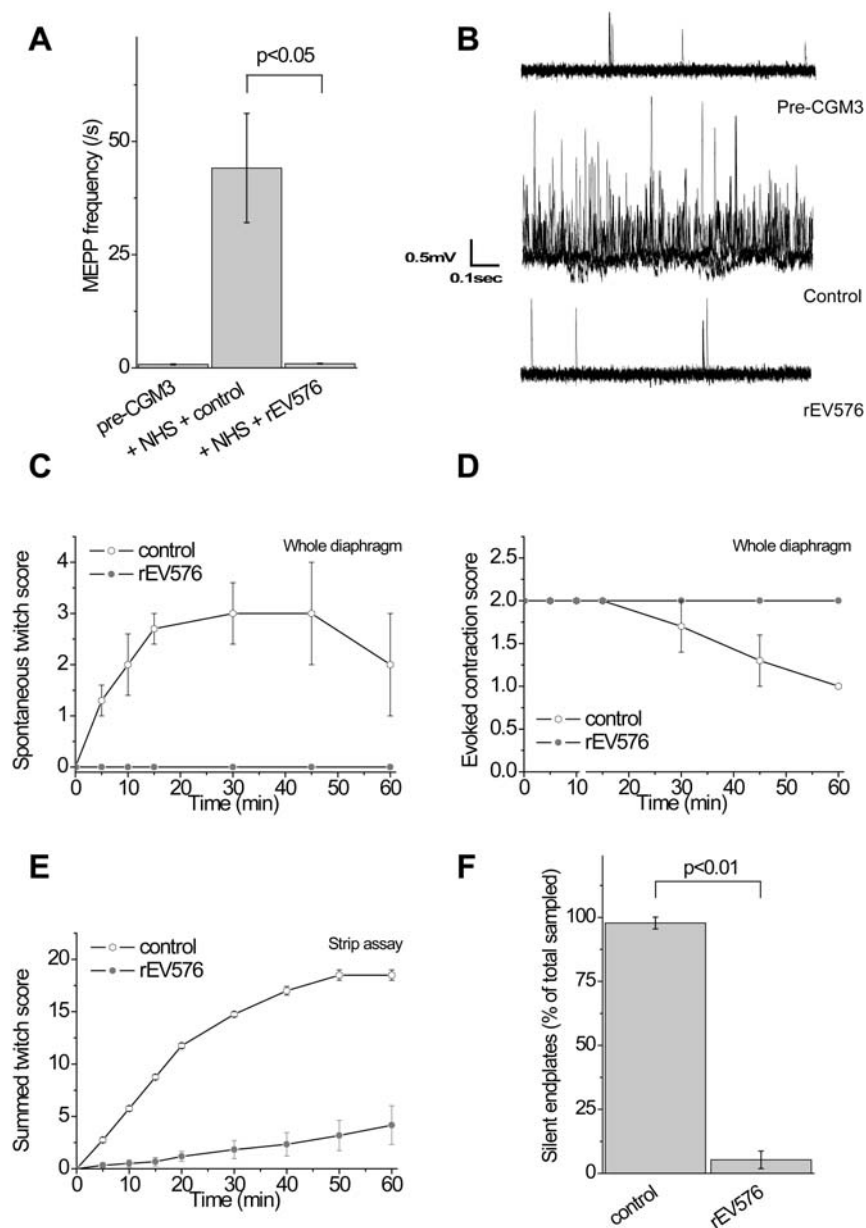 A
p<0.05
MEPP frequency (/s)
50
25
0
pre-CGM3
+ NHS + control
+ NHS + rEV576
B
Pre-CGM3
0.5mV
0.1sec
Control
rEV576
C
control
rEV576
Whole diaphragm
Spontaneous twitch score
4
3
2
1
0
0 10 20 30 40 50 60
Time (min)
D
Whole diaphragm
Evoked contraction score
2.5
2.0
1.5
1.0
0.5
0.0
control
rEV576
0 10 20 30 40 50 60
Time (min)
E
control
rEV576
Strip assay
Summed twitch score
20
15
10
5
0
0 10 20 30 40 50 60
Time (min)
F
p<0.01
Silent endplates (% of total sampled)
100
75
50
25
0
control
rEV576